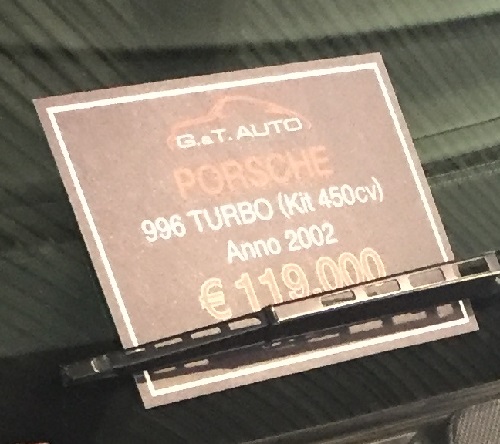 G.&T. AUTO
PORSCHE
996 TURBO (Kit 450cv)
Anno 2002
€ 119.000